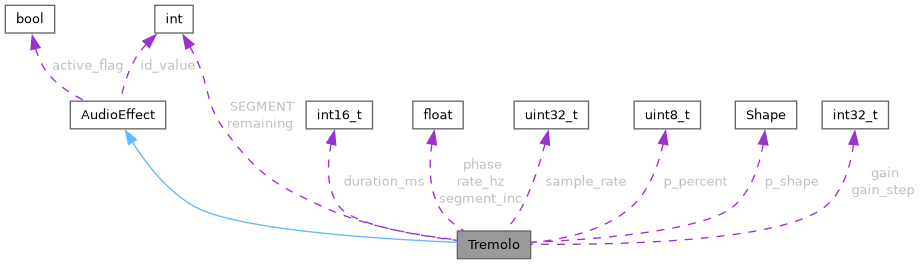 bool
int
active_flag
id_value
AudioEffect
SEGMENT
remaining
int16_t
float
uint32_t
uint8_t
Shape
int32_t
duration_ms
phase
rate_hz
segment_inc
sample_rate
p_percent
p_shape
gain
gain_step
Tremolo